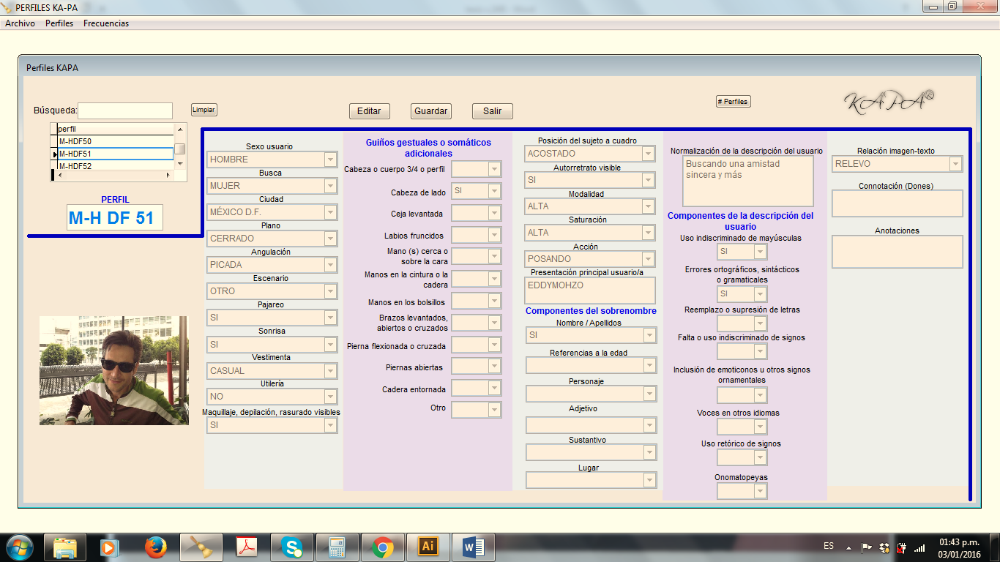 PERFILES KA-PA
Archivo Perfiles Frecuencias
Perfiles KAPA
Búsqueda:
Limpiar
Editar
Guardar
Salir
# Perfiles
KAPA®
perfil
M-HDF50
M-HDF51
M-HDF52
PERFIL
M-H DF 51
Sexo usuario
HOMBRE
Busca
MUJER
Ciudad
MÉXICO D.F.
Plano
CERRADO
Angulación
PICADA
Escenario
OTRO
Pajareo
SI
Sonrisa
SI
Vestimenta
CASUAL
Utilería
NO
Maquillaje, depilación, rasurado visibles
SI
Guiños gestuales o somáticos
adicionales
Cabeza o cuerpo 3/4 o perfil
Cabeza de lado SI
Ceja levantada
Labios fruncidos
Mano (s) cerca o
sobre la cara
Manos en la cintura o la
cadera
Manos en los bolsillos
Brazos levantados,
abiertos o cruzados
Pierna flexionada o cruzada
Piernas abiertas
Cadera entornada
Otro
Posición del sujeto a cuadro
ACOSTADO
Autorretrato visible
SI
Modalidad
ALTA
Saturación
ALTA
Acción
POSANDO
Presentación principal usuario/a
EDDYMOHZO
Componentes del sobrenombre
Nombre / Apellidos
SI
Referencias a la edad
Personaje
Adjetivo
Sustantivo
Lugar
Normalización de la descripción del usuario
Buscando una amistad
sincera y más
Componentes de la descripción del
usuario
Uso indiscriminado de mayúsculas
SI
Errores ortográficos, sintácticos
o gramaticales
SI
Reemplazo o supresión de letras
Falta o uso indiscriminado de signos
Inclusión de emoticonos u otros signos
ornamentales
Voces en otros idiomas
Uso retórico de signos
Onomatopeyas
Relación imagen-texto
RELEVO
Connotación (Dones)
Anotaciones
Ai
ES
01:43 p.m.
03/01/2016